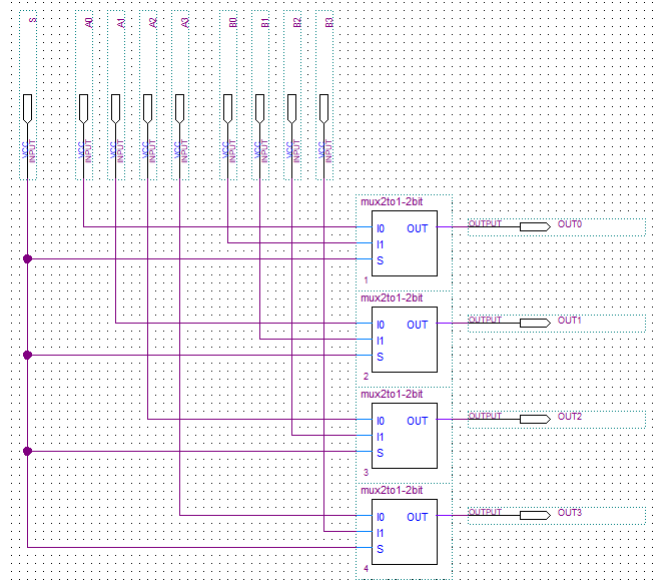 S A0 A1 A2 A3 B0 B1 B2 B3
VCC VCC VCC VCC VCC VCC VCC VCC VCC
INPUT INPUT INPUT INPUT INPUT INPUT INPUT INPUT INPUT
mux2to1-2bit
I0 OUT
I1
S
1
OUTPUT OUT0
mux2to1-2bit
I0 OUT
I1
S
2
OUTPUT OUT1
mux2to1-2bit
I0 OUT
I1
S
3
OUTPUT OUT2
mux2to1-2bit
I0 OUT
I1
S
4
OUTPUT OUT3